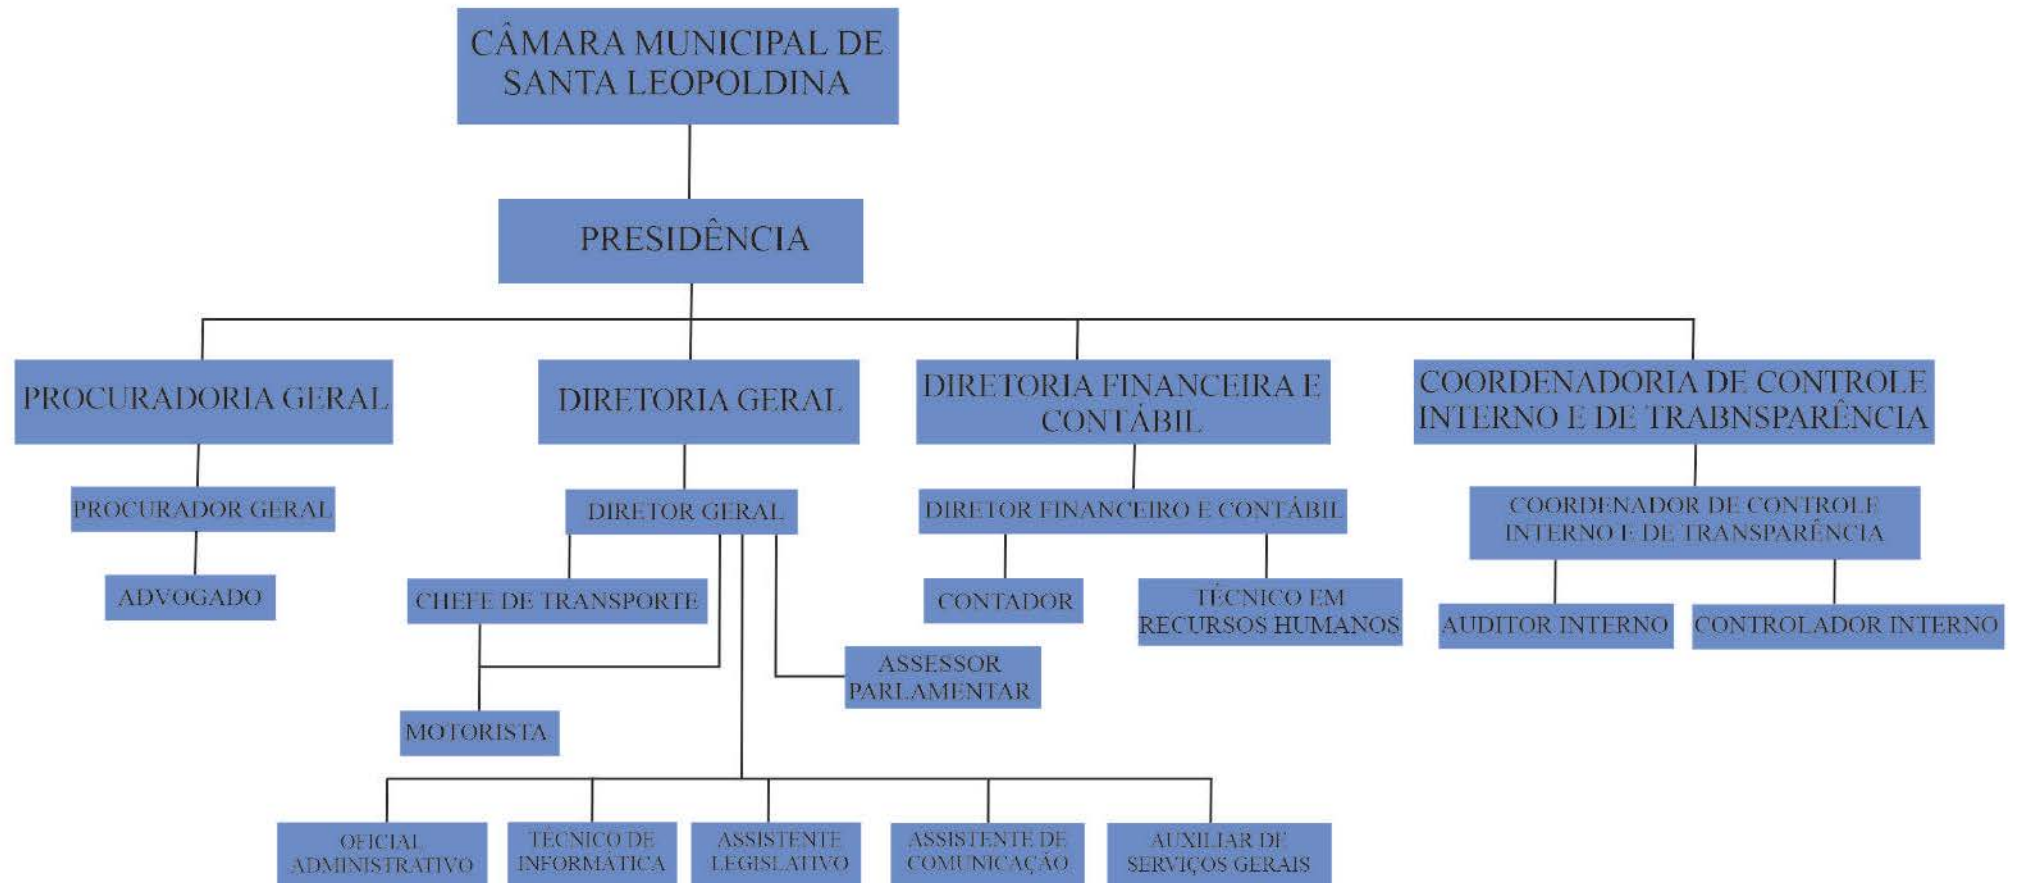 CÂMARA MUNICIPAL DE
SANTA LEOPOLDINA
PRESIDÊNCIA
PROCURADORIA GERAL
DIRETORIA GERAL
DIRETORIA FINANCEIRA E
CONTÁBIL
COORDENADORIA DE CONTROLE
INTERNO E DE TRABNSPARÊNCIA
PROCURADOR GERAL
DIRETOR GERAL
DIRETOR FINANCEIRO E CONTÁBIL
COORDENADOR DE CONTROLE
INTERNO E DE TRANSPARÊNCIA
ADVOGADO
CHEFE DE TRANSPORTE
CONTADOR
TÉCNICO EM
RECURSOS HUMANOS
AUDITOR INTERNO
CONTROLADOR INTERNO
ASSESSOR
PARLAMENTAR
MOTORISTA
OFICIAL
ADMINISTRATIVO
TÉCNICO DE
INFORMÁTICA
ASSISTENTE
LEGISLATIVO
ASSISTENTE DE
COMUNICAÇÃO
AUXILIAR DE
SERVIÇOS GERAIS